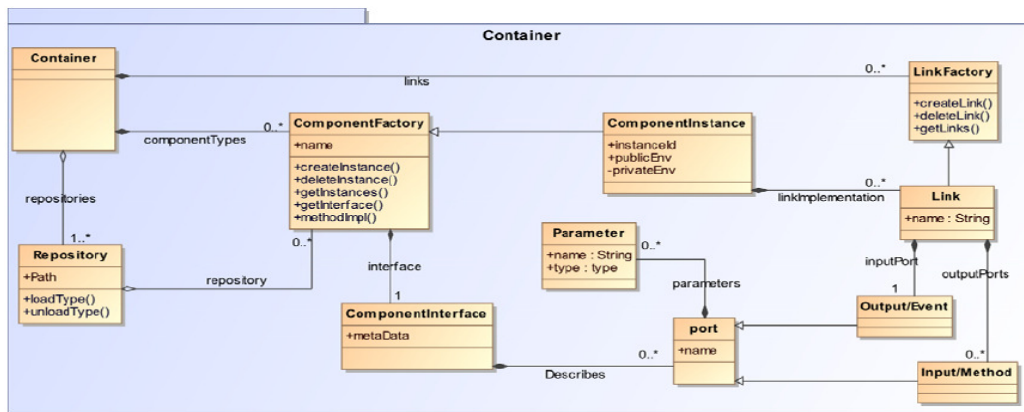 Container
Container
links
0..*
LinkFactory
+createLink()
+deleteLink()
+getLinks()
componentTypes
0..*
ComponentFactory
+name
+createInstance()
+deleteInstance()
+getInstances()
+getInterface()
+methodImpl()
ComponentInstance
+instanceId
+publicEnv
-privateEnv
0..*
linkImplementation
Link
+name : String
repositories
1..*
Repository
+Path
+loadType()
+unloadType()
repository
0..*
interface
1
Parameter
+name : String
+type : type
0..*
parameters
inputPort
1
outputPorts
0..*
ComponentInterface
+metaData
Describes
0..*
port
+name
Output/Event
Input/Method